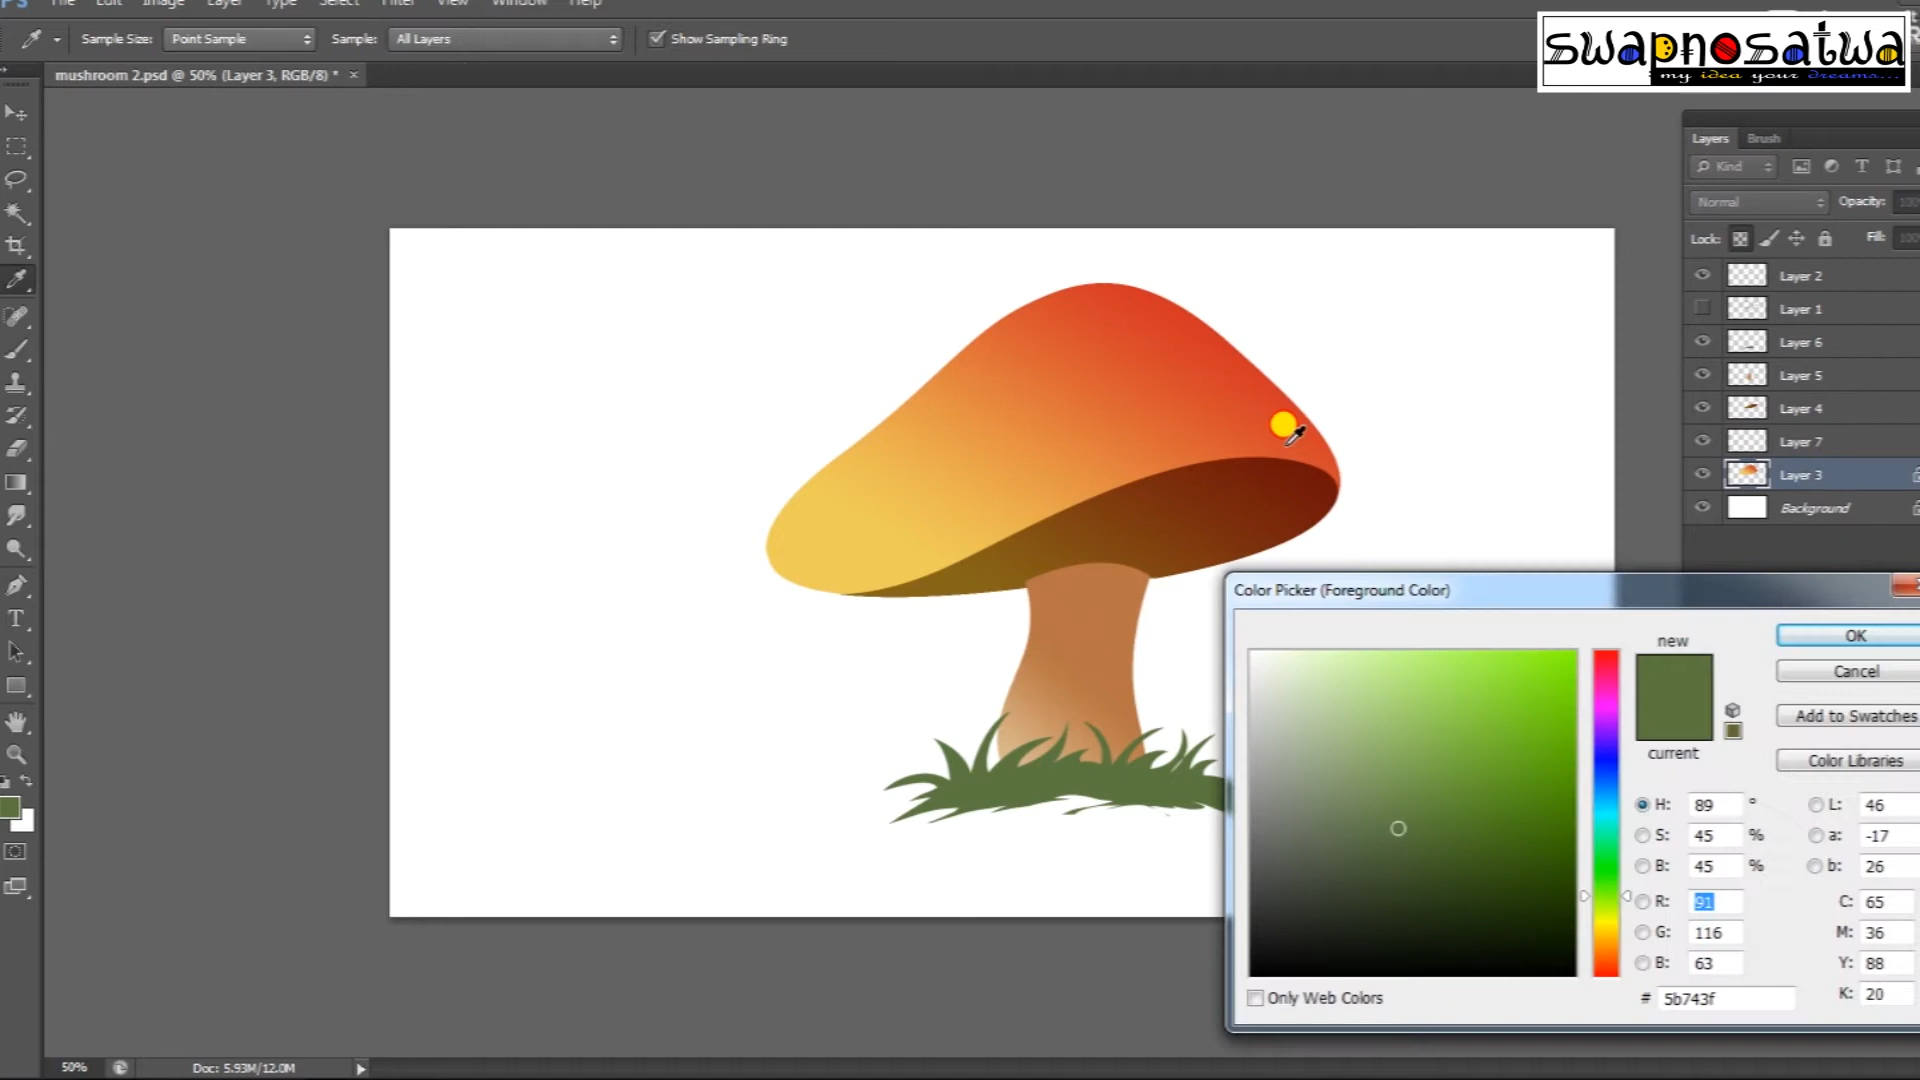 Ps File Edit Image Layer Type Select Filter View Window Help
Sample Size: Point Sample Sample: All Layers Show Sampling Ring
swapnosatwa
my idea your dreams...
mushroom 2.psd @ 50% (Layer 3, RGB/8) * ×
Layers Brush
Kind
Normal Opacity: 100
Lock: Fill: 100
Layer 2
Layer 1
Layer 6
Layer 5
Layer 4
Layer 7
Layer 3
Background
Color Picker (Foreground Color)
new
current
OK
Cancel
Add to Swatches
Color Libraries
H: 89 ° L: 46
S: 45 % a: -17
B: 45 % b: 26
R: 91 C: 65
G: 116 M: 36
B: 63 Y: 88
# 5b743f K: 20
Only Web Colors
50% Doc: 5.93M/12.0M